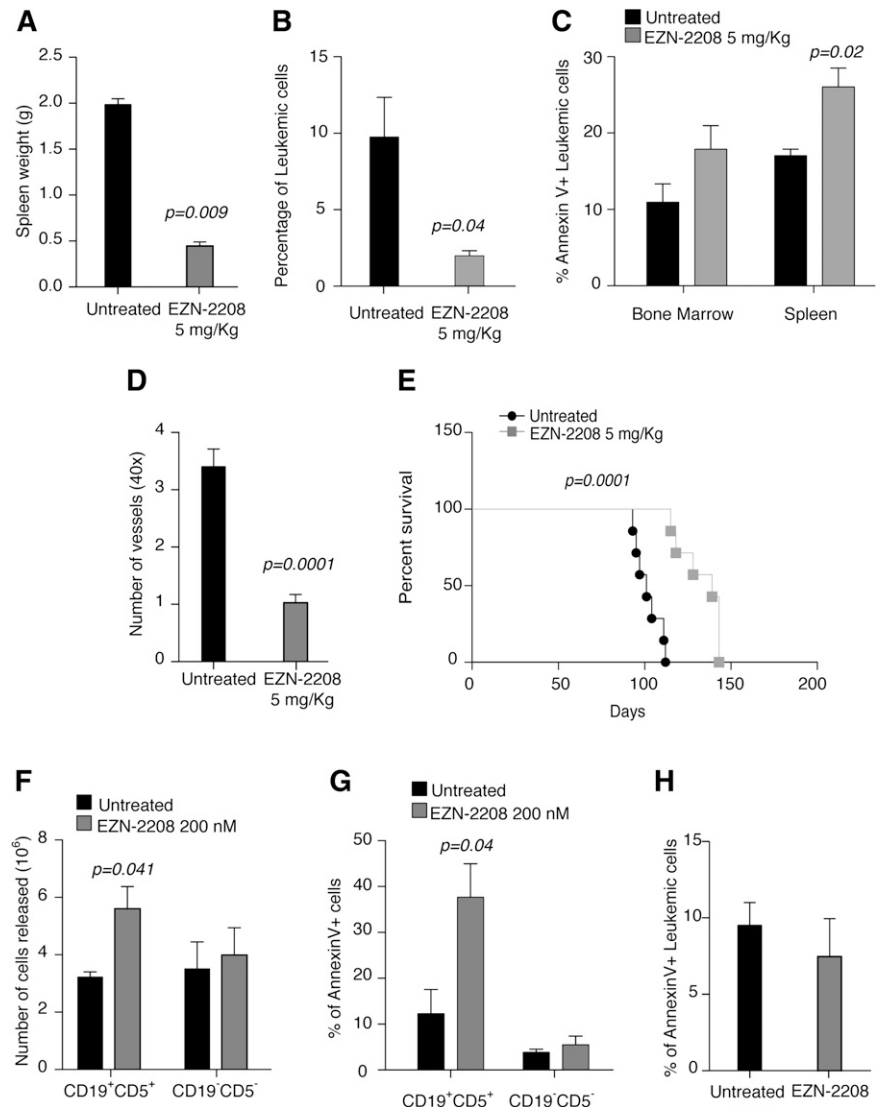 A
Spleen weight (g)
2.5
2.0
1.5
1.0
0.5
0.0
p=0.009
Untreated EZN-2208
5 mg/Kg
B
Percentage of Leukemic cells
15
10
5
0
p=0.04
Untreated EZN-2208
5 mg/Kg
C
Untreated
EZN-2208 5 mg/Kg
% Annexin V+ Leukemic cells
30
20
10
0
p=0.02
Bone Marrow Spleen
D
Number of vessels (40x)
4
3
2
1
0
p=0.0001
Untreated EZN-2208
5 mg/Kg
E
Untreated
EZN-2208 5 mg/Kg
Percent survival
150
100
50
0
p=0.0001
0 50 100 150 200
Days
F
Untreated
EZN-2208 200 nM
Number of cells released (10⁶)
8
6
4
2
0
p=0.041
CD19⁺CD5⁺ CD19⁻CD5⁻
G
Untreated
EZN-2208 200 nM
% of AnnexinV+ cells
50
40
30
20
10
0
p=0.04
CD19⁺CD5⁺ CD19⁻CD5⁻
H
% of AnnexinV+ Leukemic cells
15
10
5
0
Untreated EZN-2208